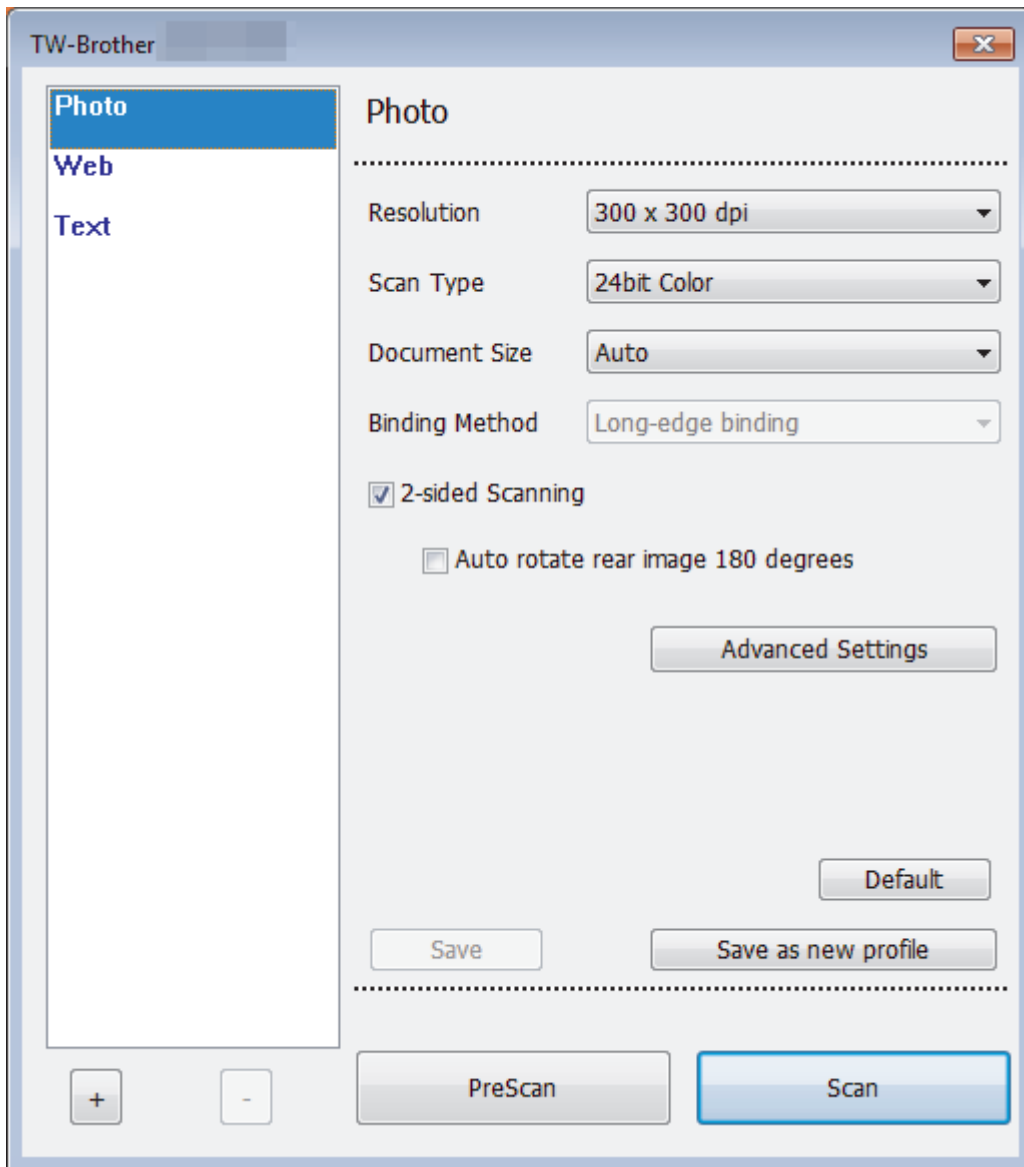 TW-Brother
Photo
Web
Text
Photo
Resolution 300 x 300 dpi
Scan Type 24bit Color
Document Size Auto
Binding Method Long-edge binding
2-sided Scanning
Auto rotate rear image 180 degrees
Advanced Settings
Default
Save Save as new profile
+ - PreScan Scan